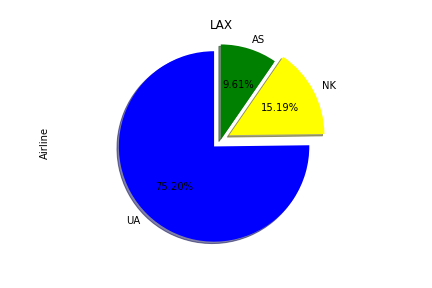 LAX
AS
9.61%
NK
15.19%
Airline
75.20%
UA